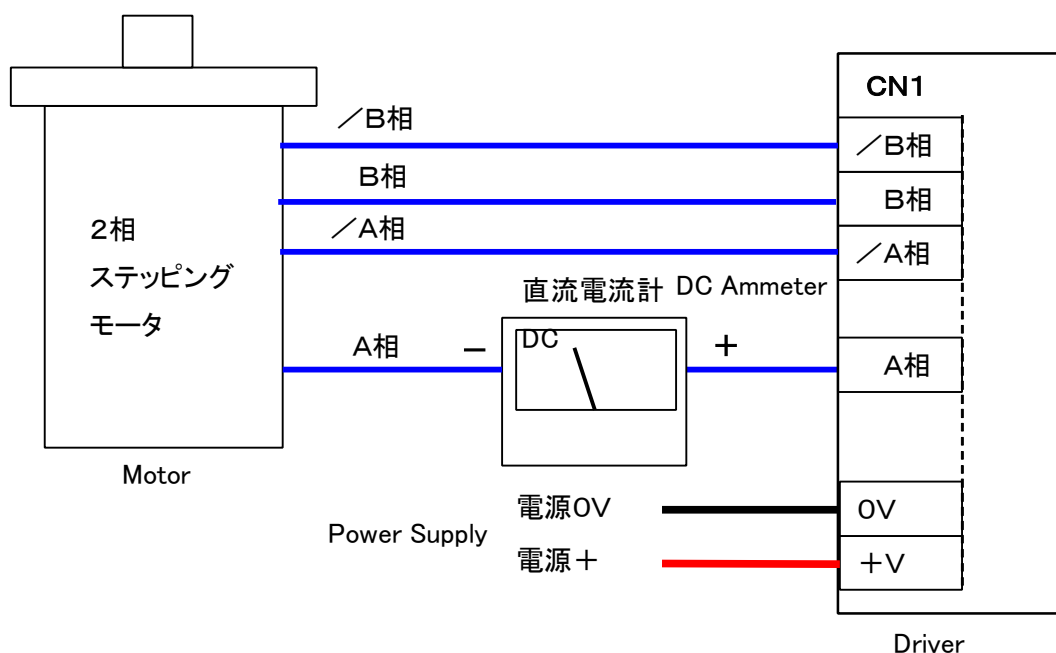 CN1
／B相
／B相
B相
B相
／A相
／A相
2相
ステッピング
モータ
直流電流計 DC Ammeter
DC
A相
－
＋
A相
Motor
電源0V
0V
Power Supply
電源＋
＋V
Driver